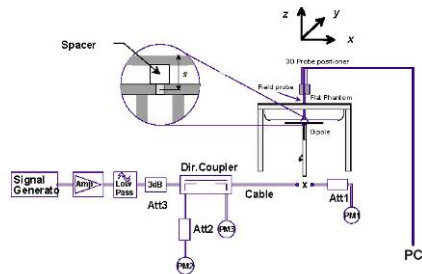 z
y
x
Spacer
s
3D Probe positioner
Field probe
Flat Phantom
Dipole
Signal
Generato
Amp
Low
Pass
3dB
Att3
Dir.Coupler
Cable
x
Att1
PM1
Att2
PM3
PM2
PC